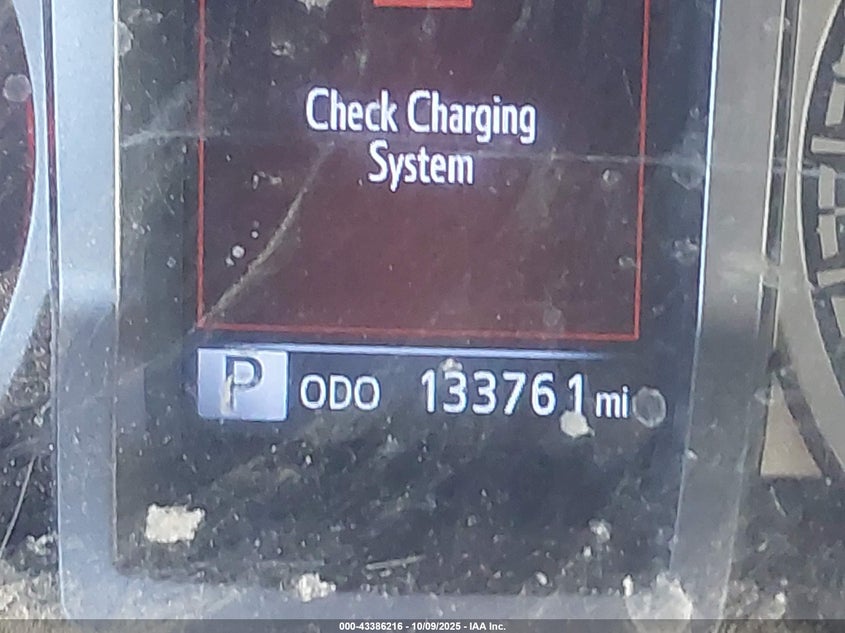 Check Charging
System
P ODO 133761 mi
000-43386216 - 10/09/2025 - IAA Inc.